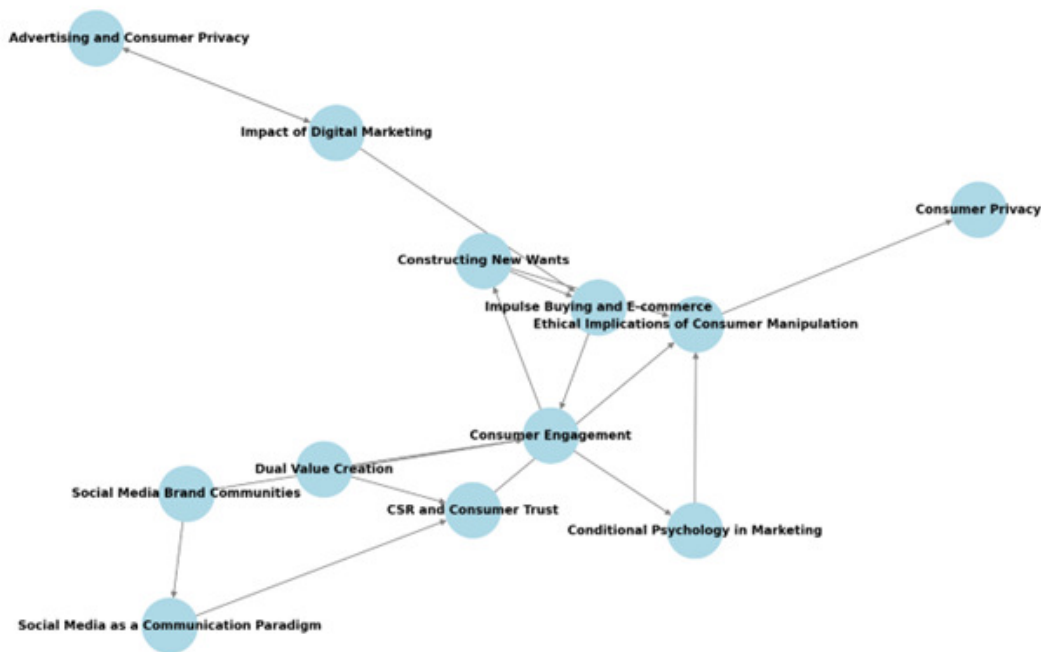 Advertising and Consumer Privacy
Impact of Digital Marketing
Consumer Privacy
Constructing New Wants
Impulse Buying and E-commerce
Ethical Implications of Consumer Manipulation
Consumer Engagement
Dual Value Creation
Social Media Brand Communities
CSR and Consumer Trust
Conditional Psychology in Marketing
Social Media as a Communication Paradigm